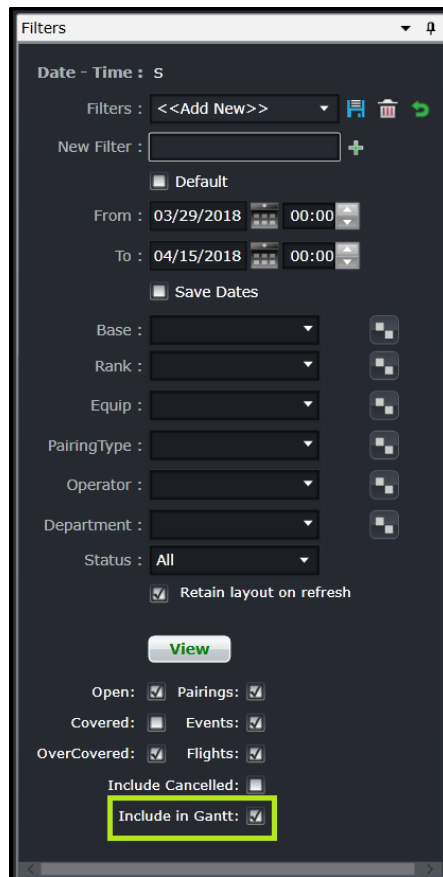 Filters
Date - Time : S
Filters : <<Add New>>
New Filter :
Default
From : 03/29/2018 00:00
To : 04/15/2018 00:00
Save Dates
Base :
Rank :
Equip :
PairingType :
Operator :
Department :
Status : All
Retain layout on refresh
View
Open: Pairings:
Covered: Events:
OverCovered: Flights:
Include Cancelled:
Include in Gantt: